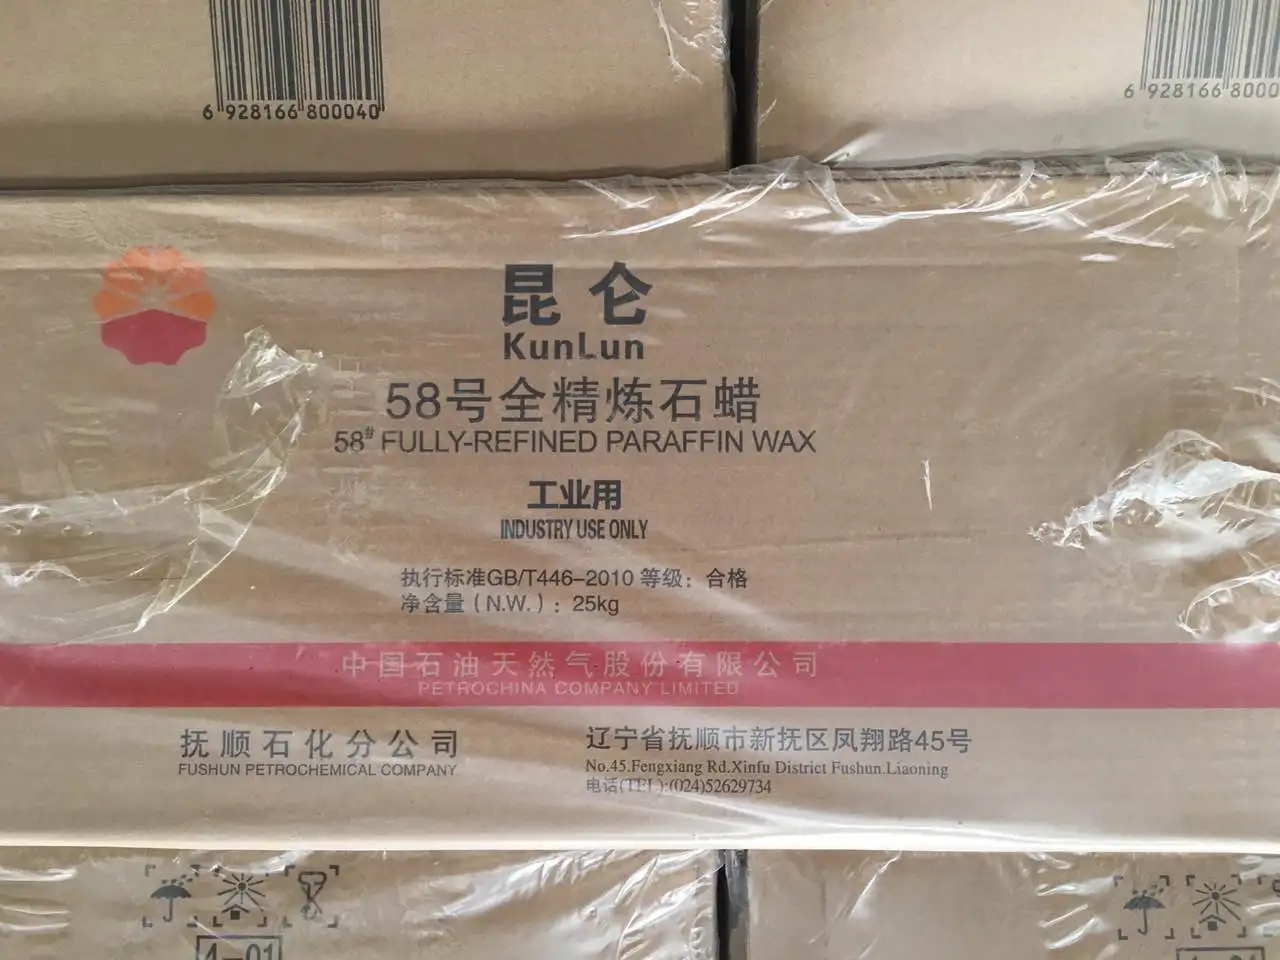 6 928166 800040
6 928166 8000
昆仑
KunLun
58号全精炼石蜡
58# FULLY-REFINED PARAFFIN WAX
工业用
INDUSTRY USE ONLY
执行标准GB/T446-2010 等级：合格
净含量（N.W.）：25kg
中国石油天然气股份有限公司
PETROCHINA COMPANY LIMITED
抚顺石化分公司
FUSHUN PETROCHEMICAL COMPANY
辽宁省抚顺市新抚区凤翔路45号
No.45.Fengxiang Rd.Xinfu District Fushun.Liaoning
电话(TEL):(024)52629734
4-01